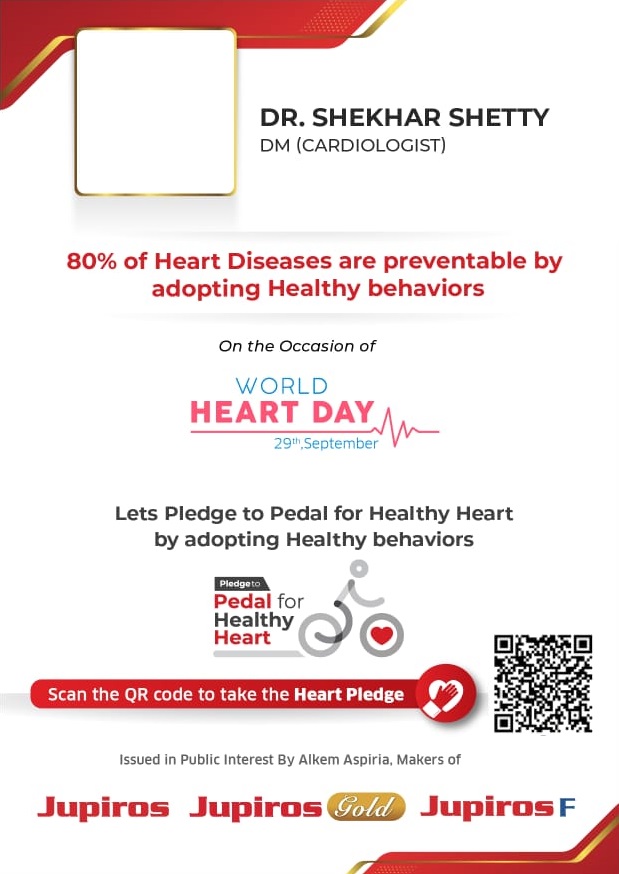 DR. SHEKHAR SHETTY
DM (CARDIOLOGIST)
80% of Heart Diseases are preventable by
adopting Healthy behaviors
On the Occasion of
WORLD
HEART DAY
29th,September
Lets Pledge to Pedal for Healthy Heart
by adopting Healthy behaviors
Pledge to
Pedal for
Healthy
Heart
Scan the QR code to take the Heart Pledge
Issued in Public Interest By Alkem Aspiria, Makers of
Jupiros Jupiros Gold Jupiros F